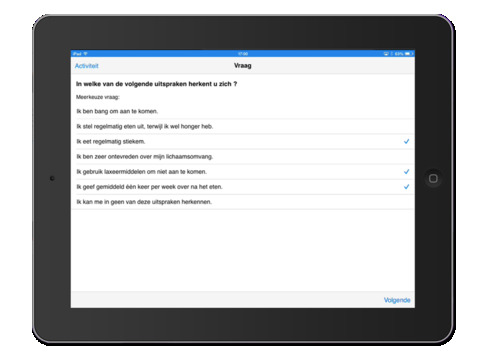 iPad
17:00
Activiteit
Vraag
In welke van de volgende uitspraken herkent u zich ?
Meerkeuze vraag:
Ik ben bang om aan te komen.
Ik stel regelmatig eten uit, terwijl ik wel honger heb.
Ik eet regelmatig stiekem.
Ik ben zeer ontevreden over mijn lichaamsomvang.
Ik gebruik laxeermiddelen om niet aan te komen.
Ik geef gemiddeld één keer per week over na het eten.
Ik kan me in geen van deze uitspraken herkennen.
Volgende